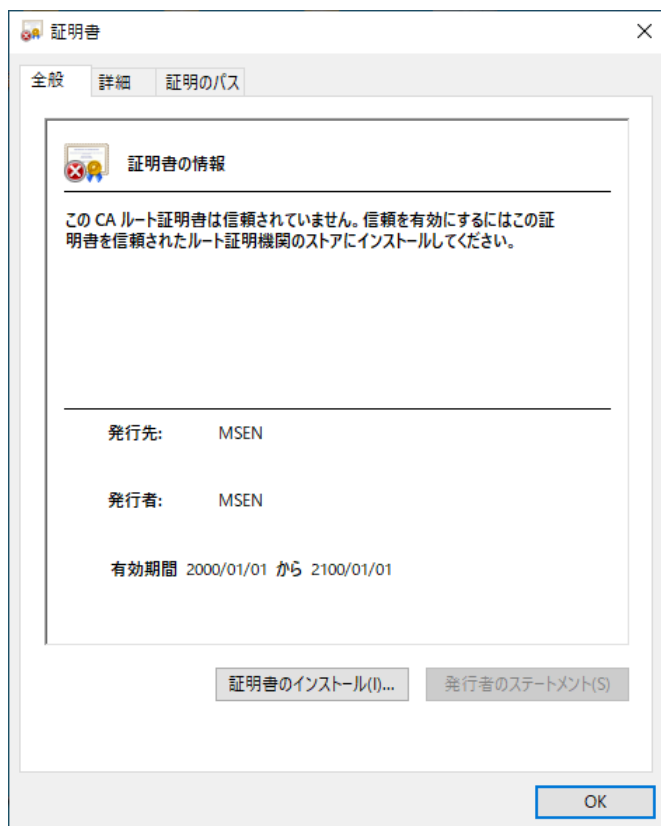 証明書
全般
詳細
証明のパス
証明書の情報
この CA ルート証明書は信頼されていません。信頼を有効にするにはこの証
明書を信頼されたルート証明機関のストアにインストールしてください。
発行先: MSEN
発行者: MSEN
有効期間 2000/01/01 から 2100/01/01
証明書のインストール(I)...
発行者のステートメント(S)
OK